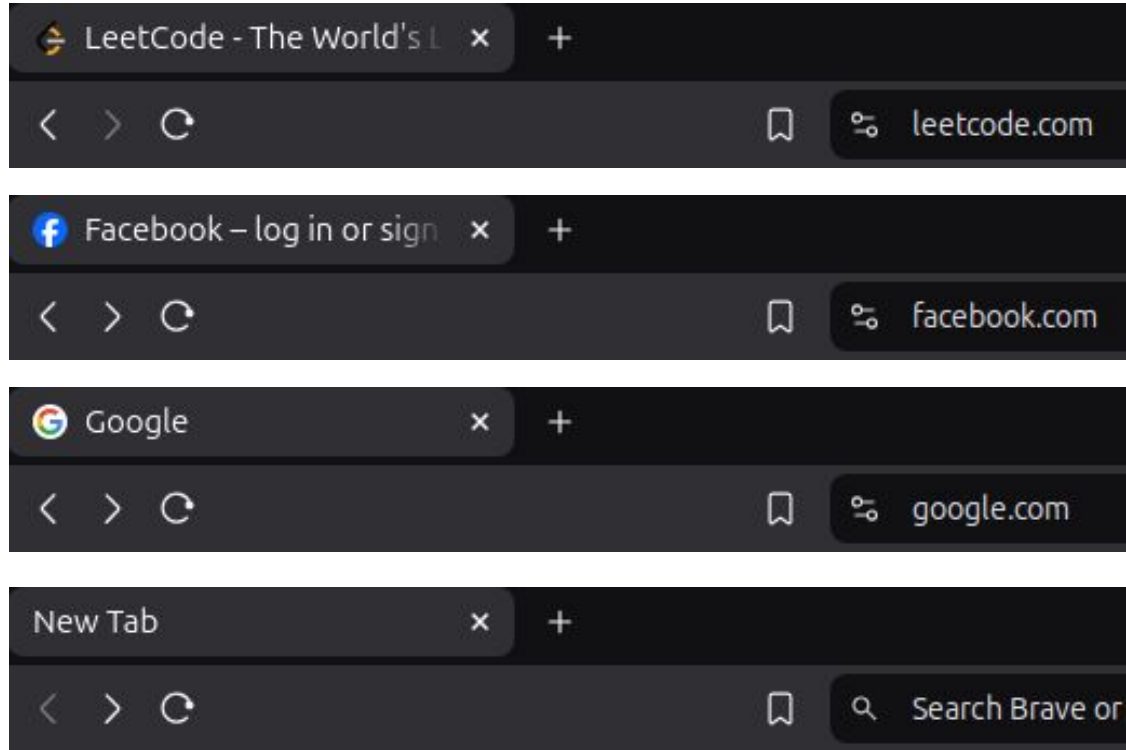 LeetCode - The World's L
leetcode.com
Facebook – log in or sign
facebook.com
Google
google.com
New Tab
Search Brave or